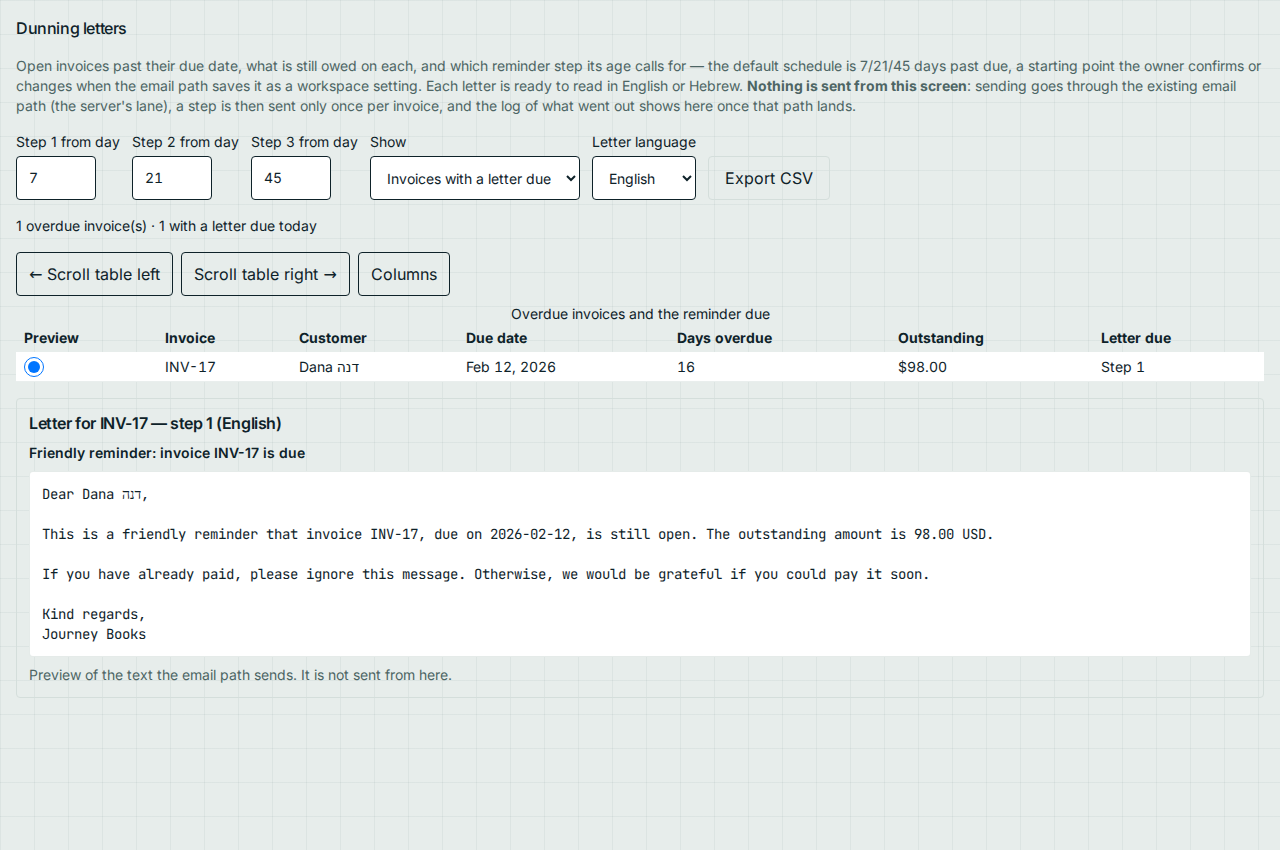 Dunning letters
Open invoices past their due date, what is still owed on each, and which reminder step its age calls for — the default schedule is 7/21/45 days past due, a starting point the owner confirms or
changes when the email path saves it as a workspace setting. Each letter is ready to read in English or Hebrew. Nothing is sent from this screen: sending goes through the existing email
path (the server's lane), a step is then sent only once per invoice, and the log of what went out shows here once that path lands.
Step 1 from day Step 2 from day Step 3 from day Show Letter language
7 21 45 Invoices with a letter due English Export CSV
1 overdue invoice(s) · 1 with a letter due today
← Scroll table left Scroll table right → Columns
Overdue invoices and the reminder due
Preview Invoice Customer Due date Days overdue Outstanding Letter due
INV-17 Dana דנה Feb 12, 2026 16 $98.00 Step 1
Letter for INV-17 — step 1 (English)
Friendly reminder: invoice INV-17 is due
Dear Dana דנה,
This is a friendly reminder that invoice INV-17, due on 2026-02-12, is still open. The outstanding amount is 98.00 USD.
If you have already paid, please ignore this message. Otherwise, we would be grateful if you could pay it soon.
Kind regards,
Journey Books
Preview of the text the email path sends. It is not sent from here.